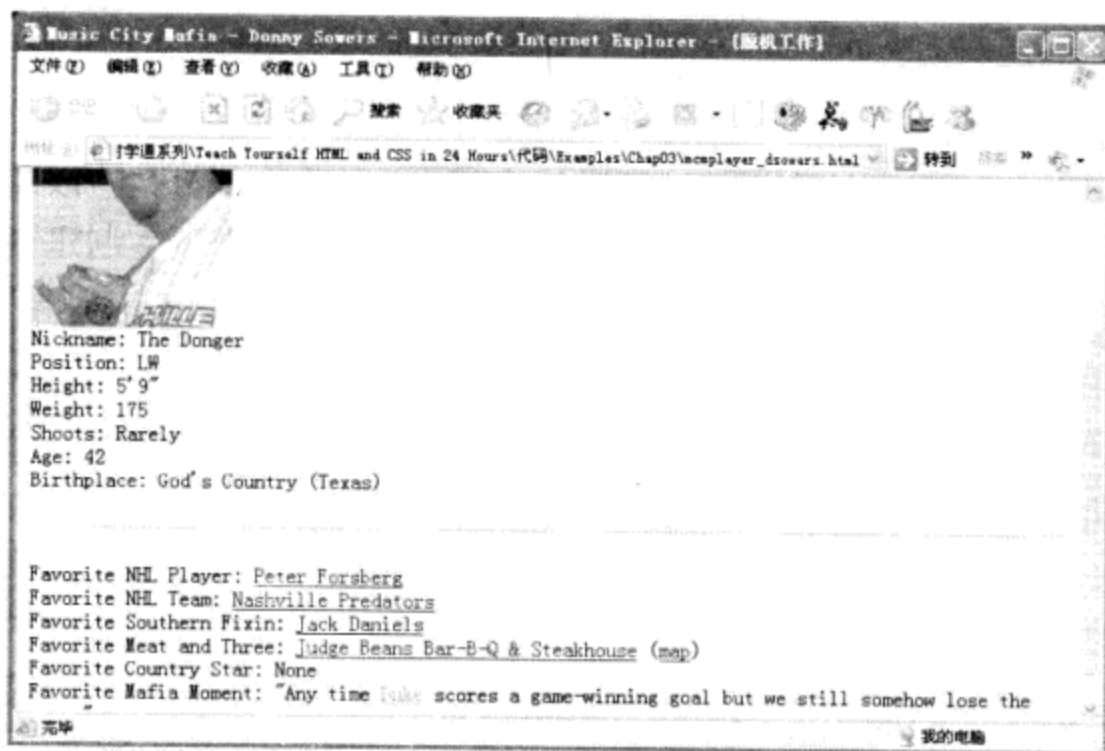 Music City Mafia - Donny Sowers - Microsoft Internet Explorer - [脱机工作]
文件(F) 编辑(E) 查看(V) 收藏(A) 工具(T) 帮助(H)
搜索 收藏夹
学通系列\Teach Yourself HTML and CSS in 24 Hours\代码\Examples\Chap03\mcmplayer_dsowers.html 转到 »
Nickname: The Donger
Position: LW
Height: 5'9"
Weight: 175
Shoots: Rarely
Age: 42
Birthplace: God's Country (Texas)
Favorite NHL Player: Peter Forsberg
Favorite NHL Team: Nashville Predators
Favorite Southern Fixin: Jack Daniels
Favorite Meat and Three: Judge Beans Bar-B-Q & Steakhouse (map)
Favorite Country Star: None
Favorite Mafia Moment: "Any time scores a game-winning goal but we still somehow lose the
完毕 我的电脑